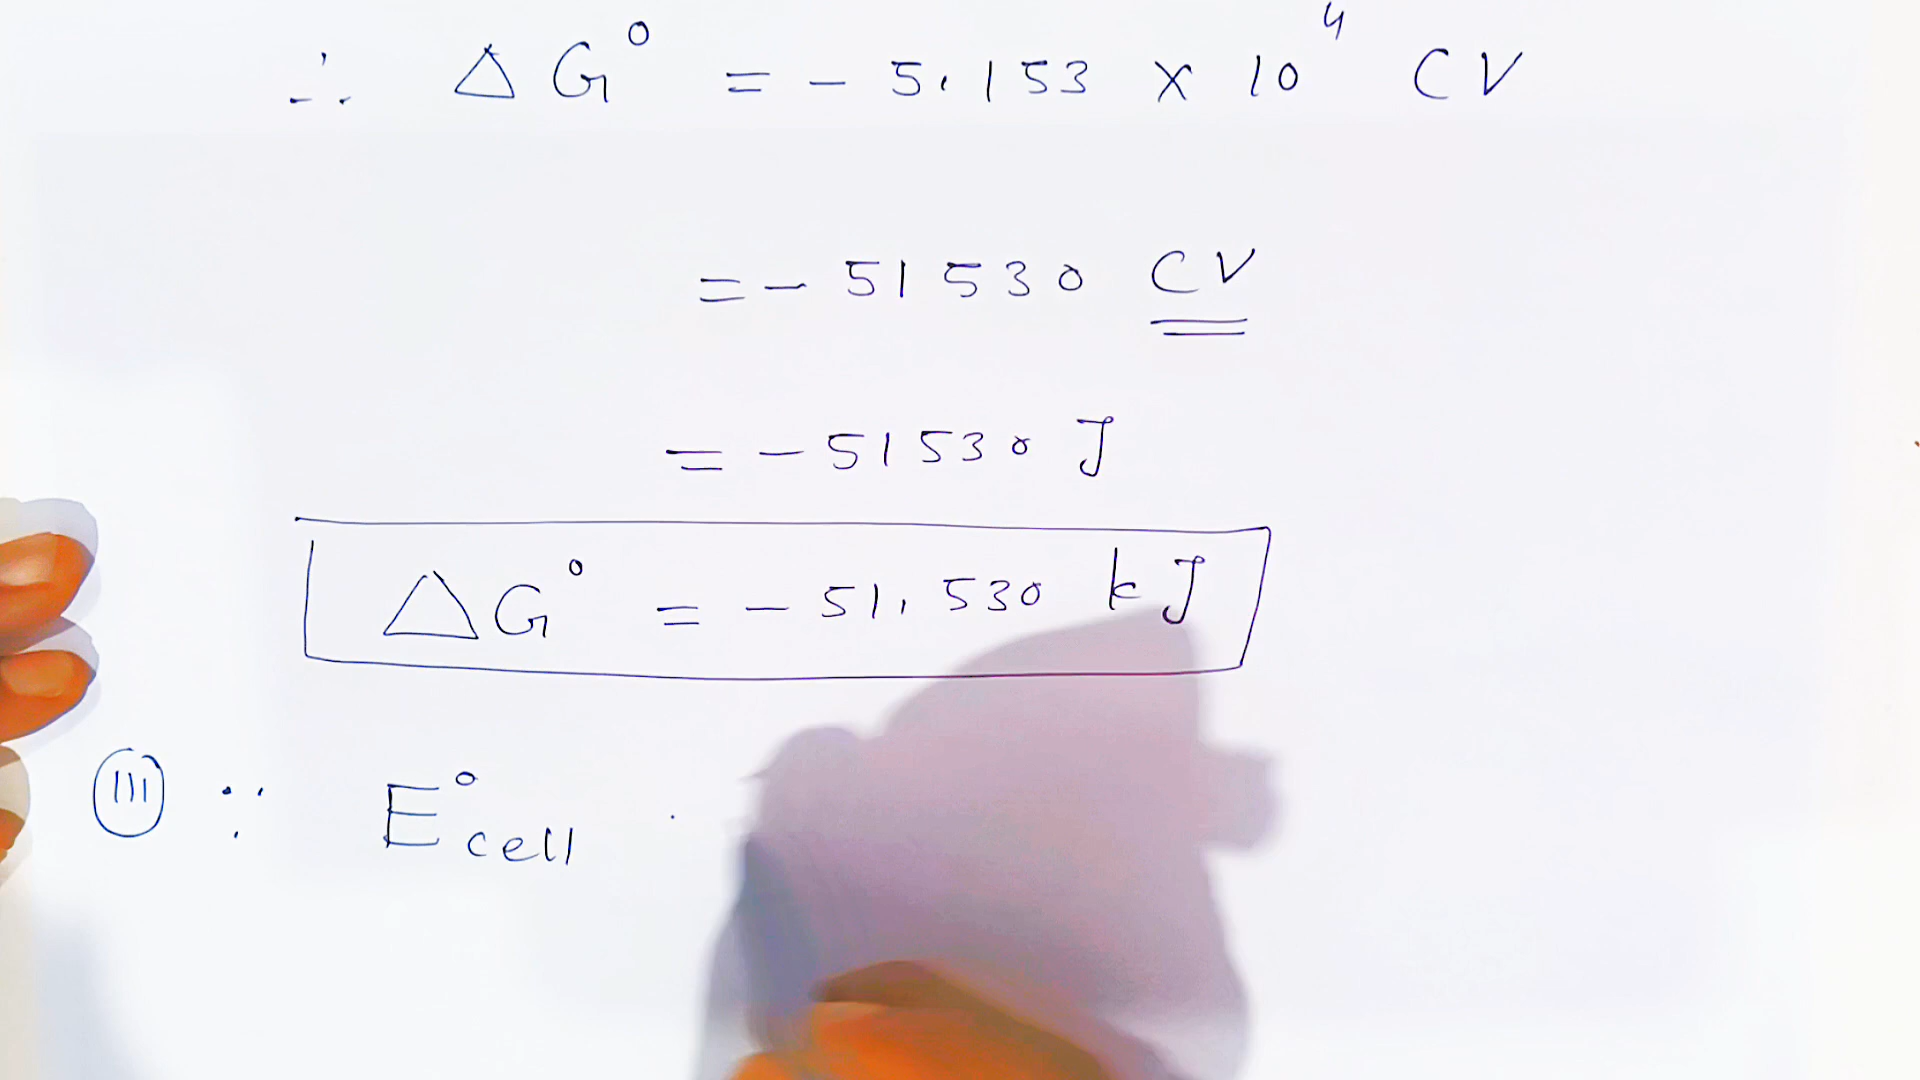 ∴ ΔG° = - 5.153 x 10⁴ CV
= - 51530 CV
= - 51530 J
ΔG° = - 51.530 kJ
(III) ∵ E°cell